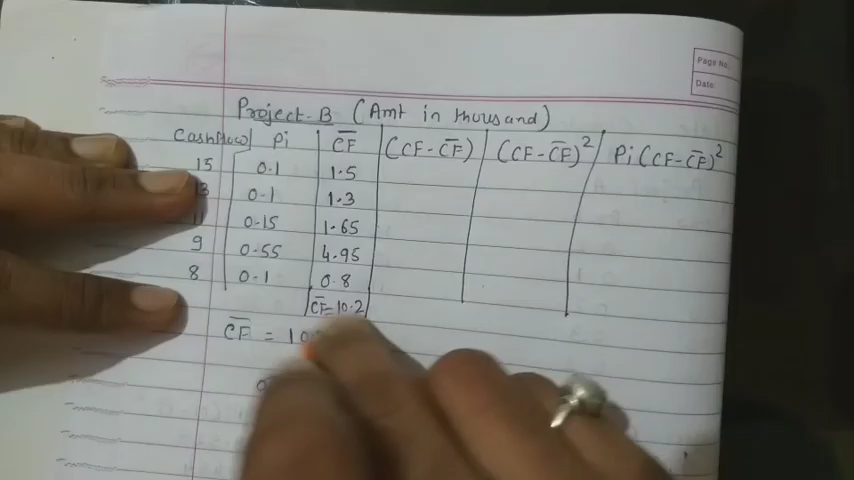 Page No.
Date:
Project-B (Amt in thousand)
Cashflow Pi C̅F̅ (CF-C̅F̅) (CF-C̅F̅)² Pi(CF-C̅F̅)²
15 0.1 1.5
13 0.1 1.3
11 0.15 1.65
9 0.55 4.95
8 0.1 0.8
C̅F̅=10.2
C̅F̅ = 10